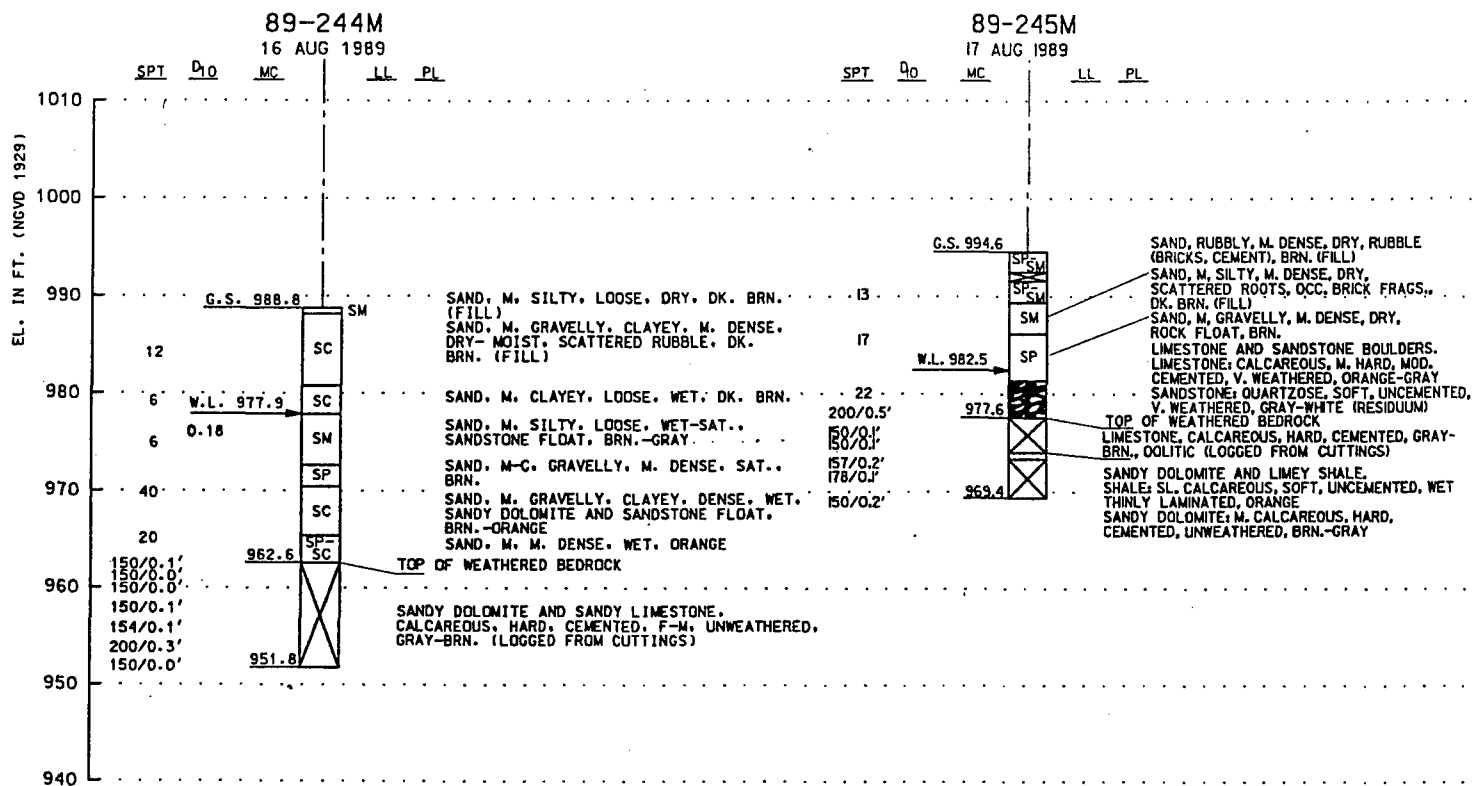 89-244M
16 AUG 1989
SPT D10 MC LL PL
89-245M
17 AUG 1989
SPT D10 MC LL PL
EL. IN FT. (NGVD 1929)
1010
1000
990
980
970
960
950
940
G.S. 988.8
SM
SC
SC
SM
SP
SC
SP-
SC
12
6
W.L. 977.9
0.18
6
40
20
962.6
150/0.1'
150/0.0'
150/0.0'
150/0.1'
154/0.1'
200/0.3'
150/0.0'
951.8
SAND, M. SILTY, LOOSE, DRY, DK. BRN.
(FILL)
SAND, M. GRAVELLY, CLAYEY, M. DENSE,
DRY- MOIST, SCATTERED RUBBLE, DK.
BRN. (FILL)
SAND, M. CLAYEY, LOOSE, WET, DK. BRN.
SAND, M. SILTY, LOOSE, WET-SAT.,
SANDSTONE FLOAT, BRN.-GRAY
SAND, M-C, GRAVELLY, M. DENSE, SAT.,
BRN.
SAND, M. GRAVELLY, CLAYEY, DENSE, WET,
SANDY DOLOMITE AND SANDSTONE FLOAT,
BRN.-ORANGE
SAND, M. M. DENSE, WET, ORANGE
TOP OF WEATHERED BEDROCK
SANDY DOLOMITE AND SANDY LIMESTONE,
CALCAREOUS, HARD, CEMENTED, F-M, UNWEATHERED,
GRAY-BRN. (LOGGED FROM CUTTINGS)
G.S. 994.6
SP-
SM
SP-
SM
SM
SP
13
17
W.L. 982.5
22
200/0.5'
977.6
150/0.1'
150/0.1'
157/0.2'
178/0.1'
969.4
150/0.2'
SAND, RUBBLY, M. DENSE, DRY, RUBBLE
(BRICKS, CEMENT), BRN. (FILL)
SAND, M, SILTY, M. DENSE, DRY,
SCATTERED ROOTS, OCC. BRICK FRAGS.,
DK. BRN. (FILL)
SAND, M, GRAVELLY, M. DENSE, DRY,
ROCK FLOAT, BRN.
LIMESTONE AND SANDSTONE BOULDERS.
LIMESTONE: CALCAREOUS, M. HARD, MOD.
CEMENTED, V. WEATHERED, ORANGE-GRAY
SANDSTONE: QUARTZOSE, SOFT, UNCEMENTED,
V. WEATHERED, GRAY-WHITE (RESIDUUM)
TOP OF WEATHERED BEDROCK
LIMESTONE, CALCAREOUS, HARD, CEMENTED, GRAY-
BRN., OOLITIC (LOGGED FROM CUTTINGS)
SANDY DOLOMITE AND LIMEY SHALE.
SHALE: SL. CALCAREOUS, SOFT, UNCEMENTED, WET
THINLY LAMINATED, ORANGE
SANDY DOLOMITE: M. CALCAREOUS, HARD,
CEMENTED, UNWEATHERED, BRN.-GRAY